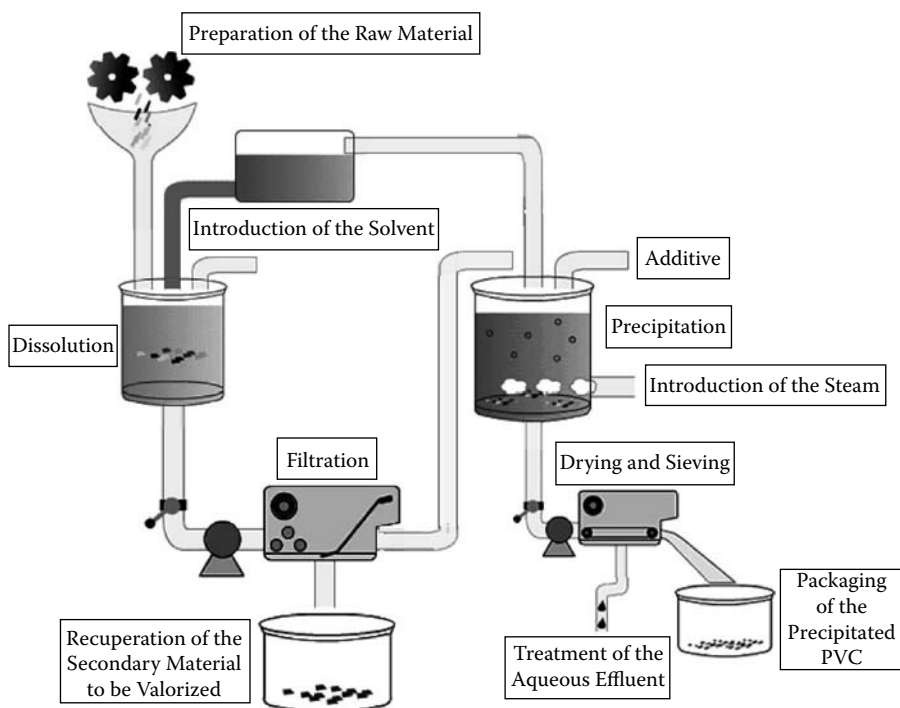 Preparation of the Raw Material
Introduction of the Solvent
Additive
Dissolution
Precipitation
Introduction of the Steam
Filtration
Drying and Sieving
Recuperation of the
Secondary Material
to be Valorized
Treatment of the
Aqueous Effluent
Packaging
of the
Precipitated
PVC